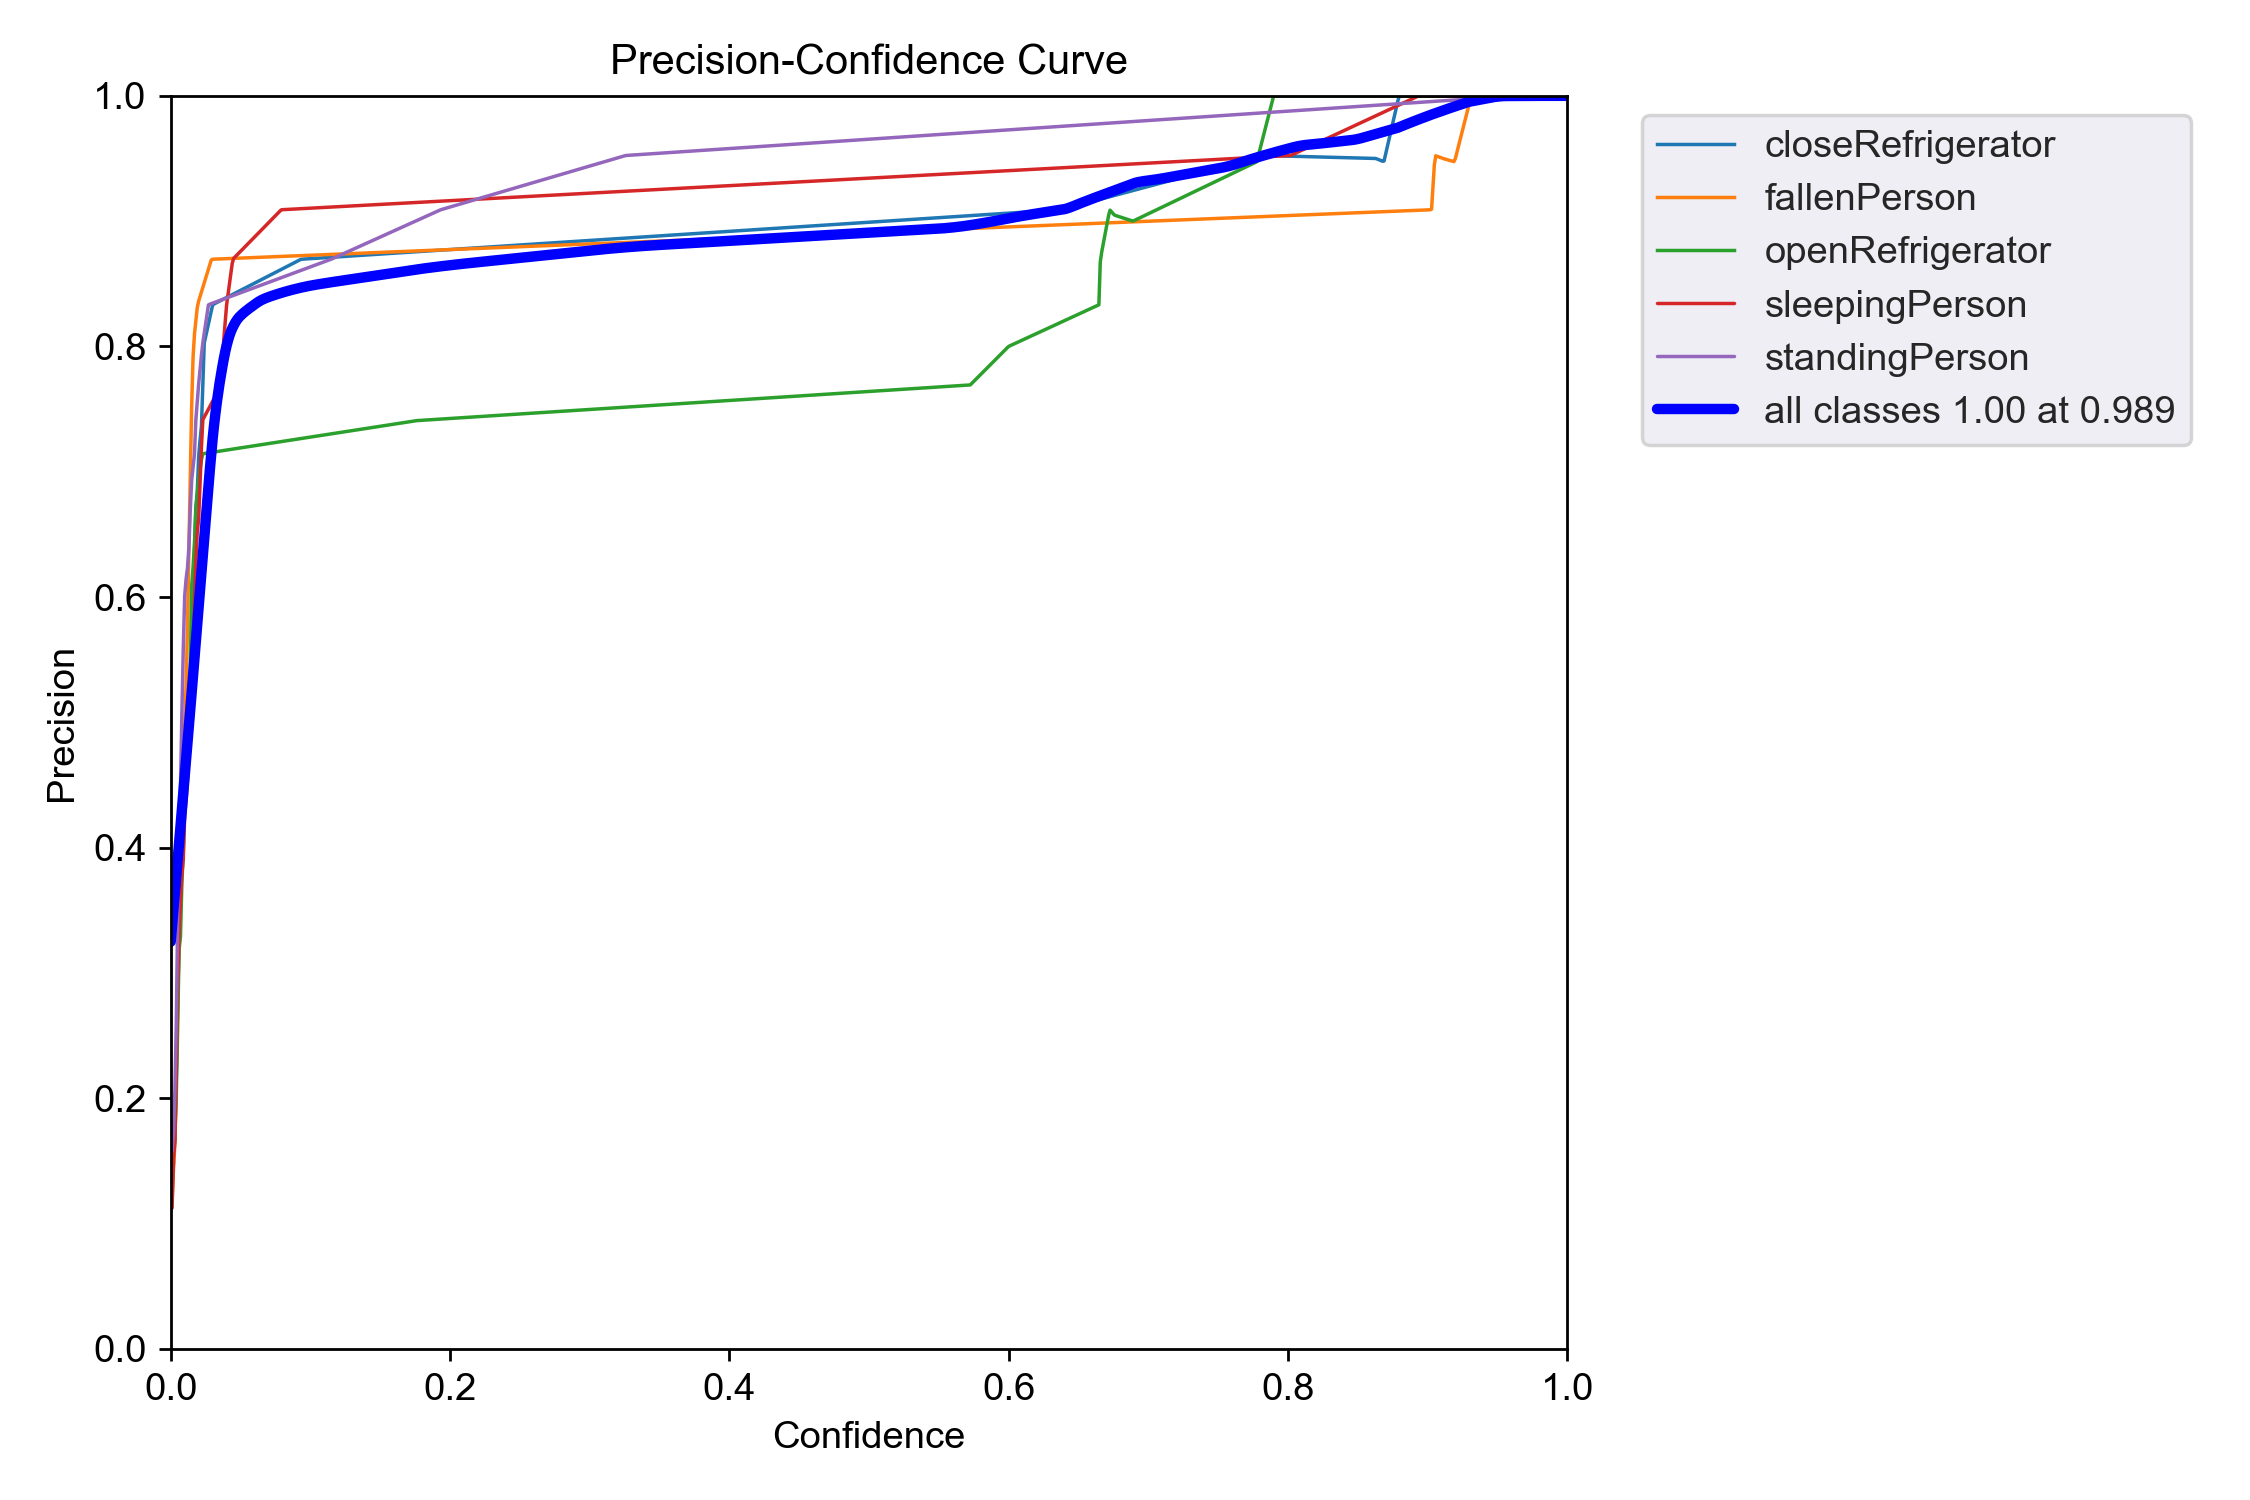 Precision-Confidence Curve
1.0
0.8
0.6
0.4
0.2
0.0
Precision
0.0 0.2 0.4 0.6 0.8 1.0
Confidence
closeRefrigerator
fallenPerson
openRefrigerator
sleepingPerson
standingPerson
all classes 1.00 at 0.989